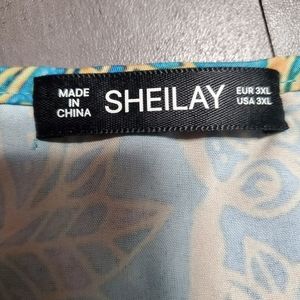 MADE
IN
CHINA
SHEILAY
EUR 3XL
USA 3XL